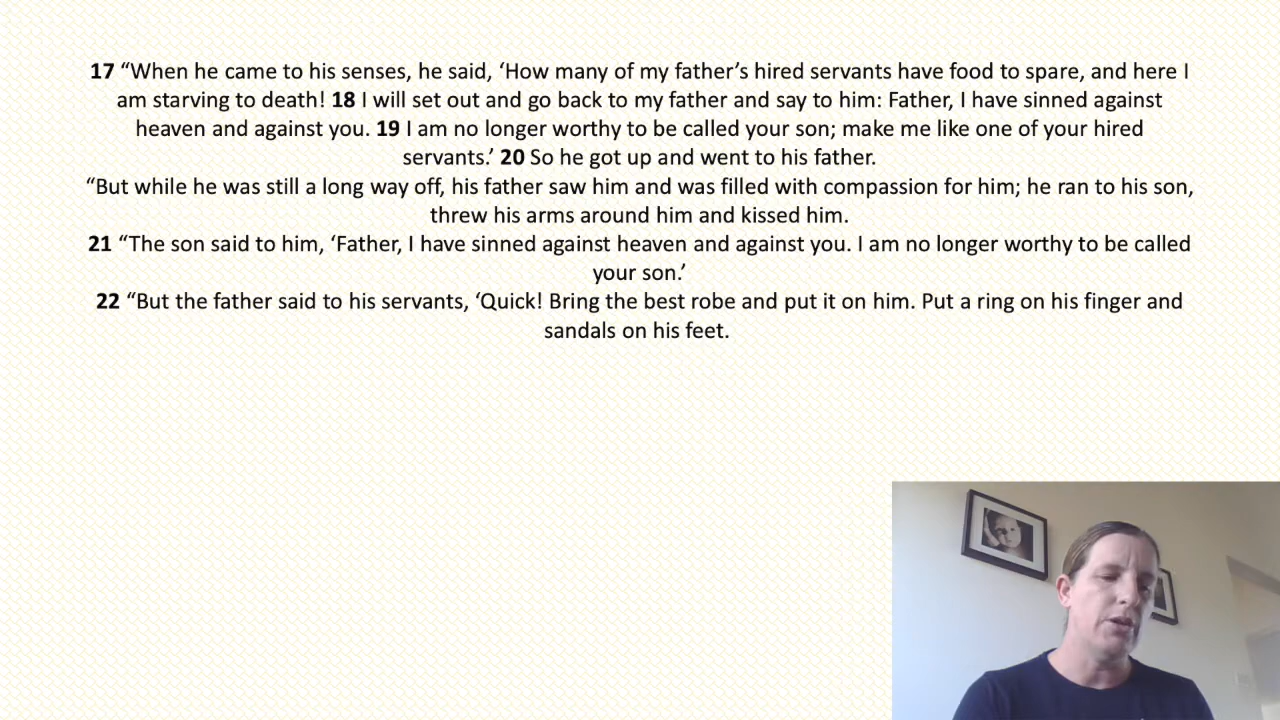 17 “When he came to his senses, he said, ‘How many of my father’s hired servants have food to spare, and here I
am starving to death! 18 I will set out and go back to my father and say to him: Father, I have sinned against
heaven and against you. 19 I am no longer worthy to be called your son; make me like one of your hired
servants.’ 20 So he got up and went to his father.
“But while he was still a long way off, his father saw him and was filled with compassion for him; he ran to his son,
threw his arms around him and kissed him.
21 “The son said to him, ‘Father, I have sinned against heaven and against you. I am no longer worthy to be called
your son.’
22 “But the father said to his servants, ‘Quick! Bring the best robe and put it on him. Put a ring on his finger and
sandals on his feet.